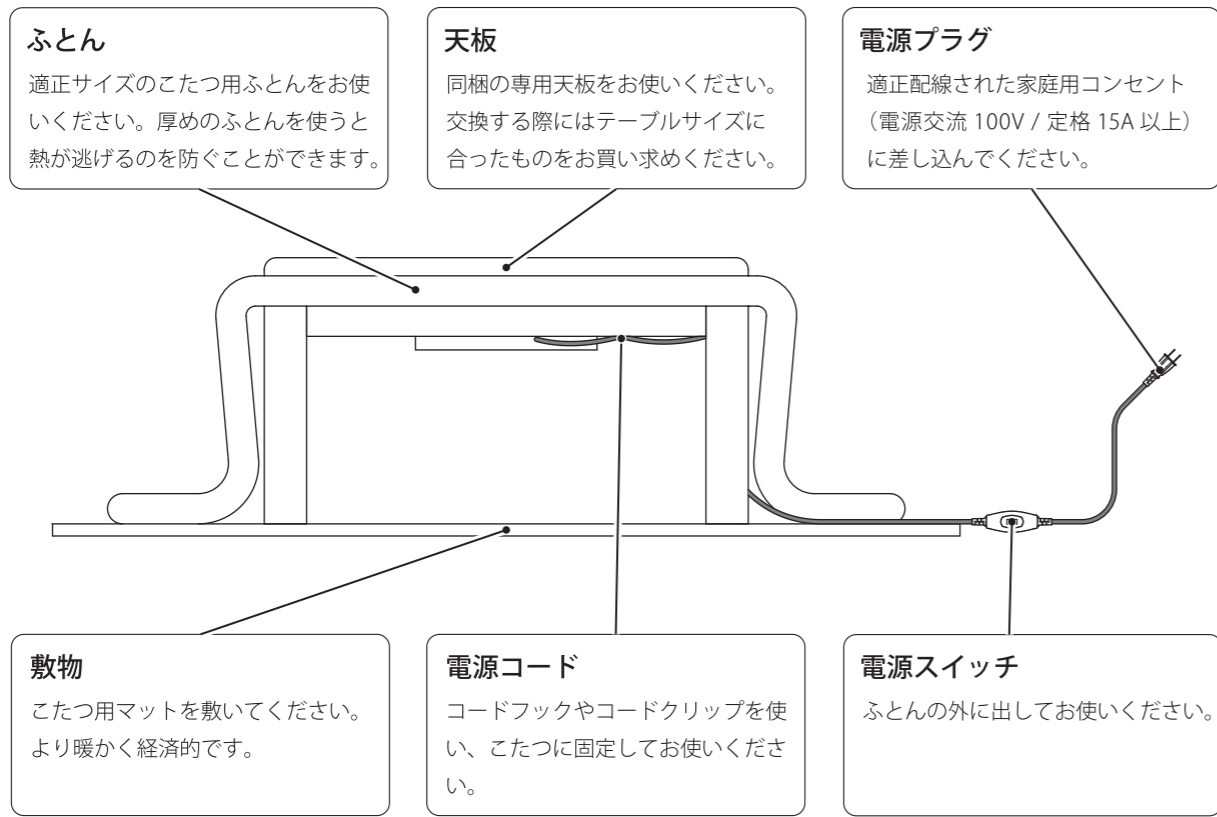 ふとん
適正サイズのこたつ用ふとんをお使
いください。厚めのふとんを使うと
熱が逃げるのを防ぐことができます。
天板
同梱の専用天板をお使いください。
交換する際にはテーブルサイズに
合ったものをお買い求めください。
電源プラグ
適正配線された家庭用コンセント
（電源交流 100V / 定格 15A 以上）
に差し込んでください。
敷物
こたつ用マットを敷いてください。
より暖かく経済的です。
電源コード
コードフックやコードクリップを使
い、こたつに固定してお使いくださ
い。
電源スイッチ
ふとんの外に出してお使いください。